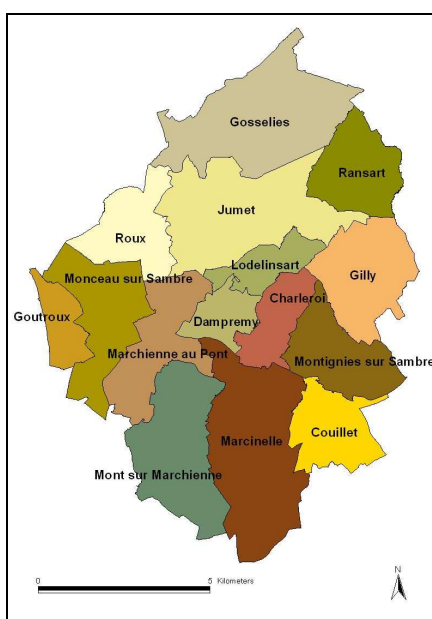 Gosselies
Ransart
Jumet
Roux
Lodelinsart
Monceau sur Sambre
Gilly
Charleroi
Goutroux
Dampremy
Marchienne au Pont
Montignies sur Sambre
Couillet
Marcinelle
Mont sur Marchienne
0 5 Kilometers
N